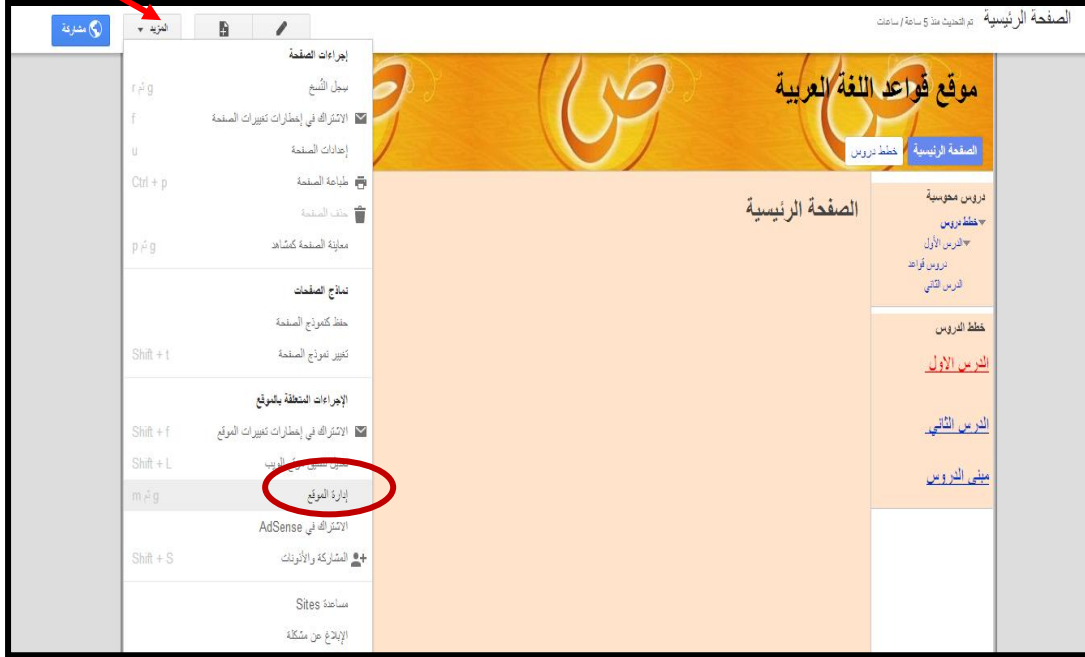 الصفحة الرئيسية تم التحديث منذ 5 ساعة / ساعات
المزيد
مشاركة
موقع قواعد اللغة العربية
الصفحة الرئيسية
خطط دروس
دروس محوسبة
خطط دروس
الدرس الأول
دروس قواعد
الدرس الثاني
خطط الدروس
الدرس الاول
الدرس الثاني
مبنى الدروس
الصفحة الرئيسية
إجراءات الصفحة
سجل النُسخ g ثم r
الاشتراك في إخطارات تغييرات الصفحة f
إعدادات الصفحة u
طباعة الصفحة Ctrl + p
حذف الصفحة
معاينة الصفحة كمشاهد g ثم p
نماذج الصفحات
حفظ كنموذج الصفحة
تغيير نموذج الصفحة Shift + t
الإجراءات المتعلقة بالموقع
الاشتراك في إخطارات تغييرات الموقع Shift + f
تعديل تنسيق موقع الويب Shift + L
إدارة الموقع g ثم m
الاشتراك في AdSense
المشاركة والأذونات Shift + S
مساعدة Sites
الإبلاغ عن مشكلة